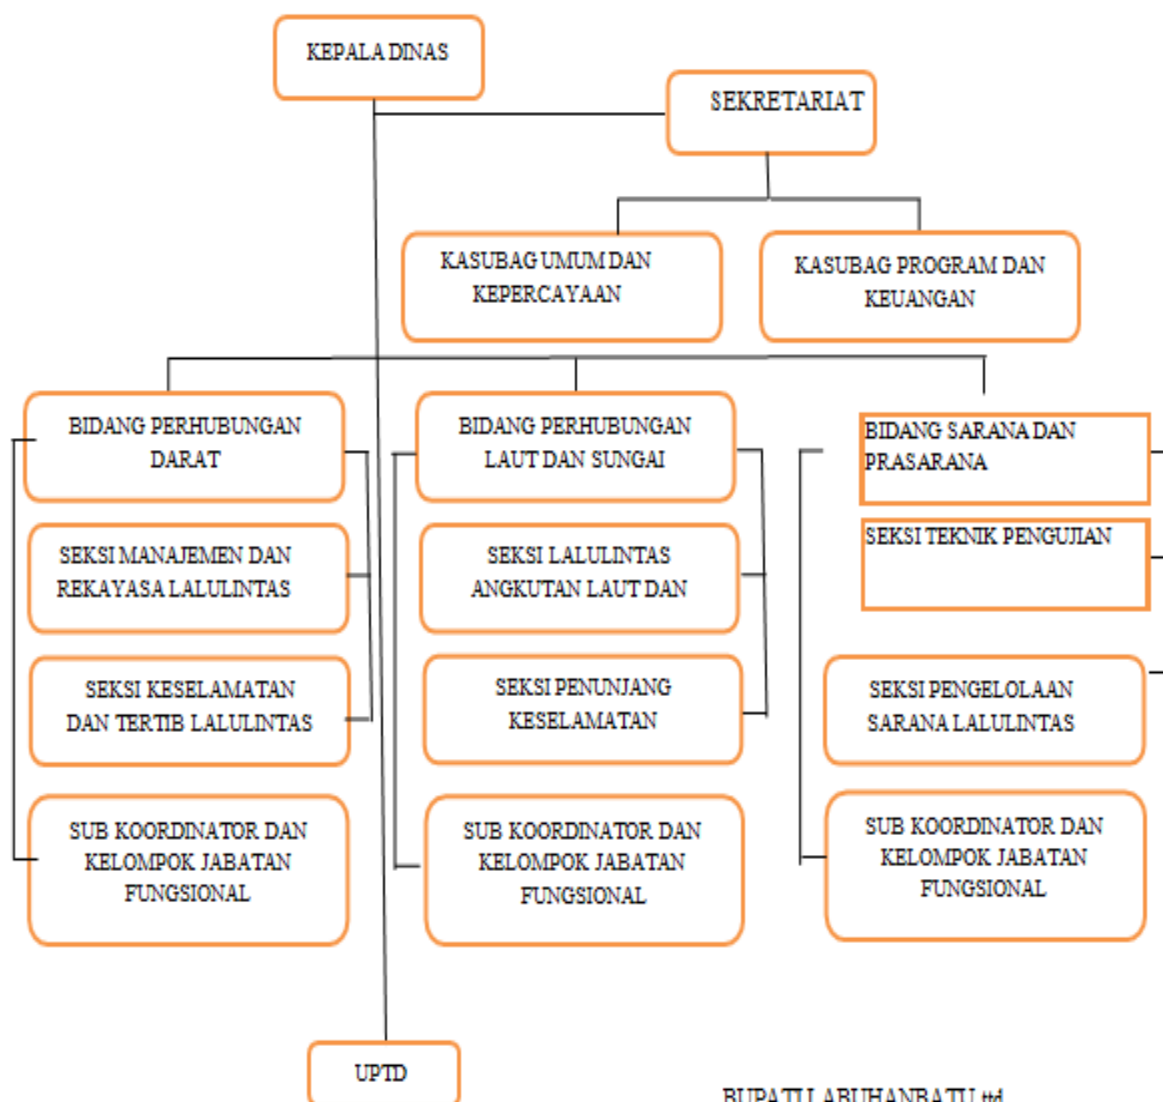 KEPALA DINAS
SEKRETARIAT
KASUBAG UMUM DAN
KEPERCAYAAN
KASUBAG PROGRAM DAN
KEUANGAN
BIDANG PERHUBUNGAN
DARAT
BIDANG PERHUBUNGAN
LAUT DAN SUNGAI
BIDANG SARANA DAN
PRASARANA
SEKSI MANAJEMEN DAN
REKAYASA LALULINTAS
SEKSI LALULINTAS
ANGKUTAN LAUT DAN
SEKSI TEKNIK PENGUJIAN
SEKSI KESELAMATAN
DAN TERTIB LALULINTAS
SEKSI PENUNJANG
KESELAMATAN
SEKSI PENGELOLAAN
SARANA LALULINTAS
SUB KOORDINATOR DAN
KELOMPOK JABATAN
FUNGSIONAL
SUB KOORDINATOR DAN
KELOMPOK JABATAN
FUNGSIONAL
SUB KOORDINATOR DAN
KELOMPOK JABATAN
FUNGSIONAL
UPTD
BUPATI LABUHANBATU ttd